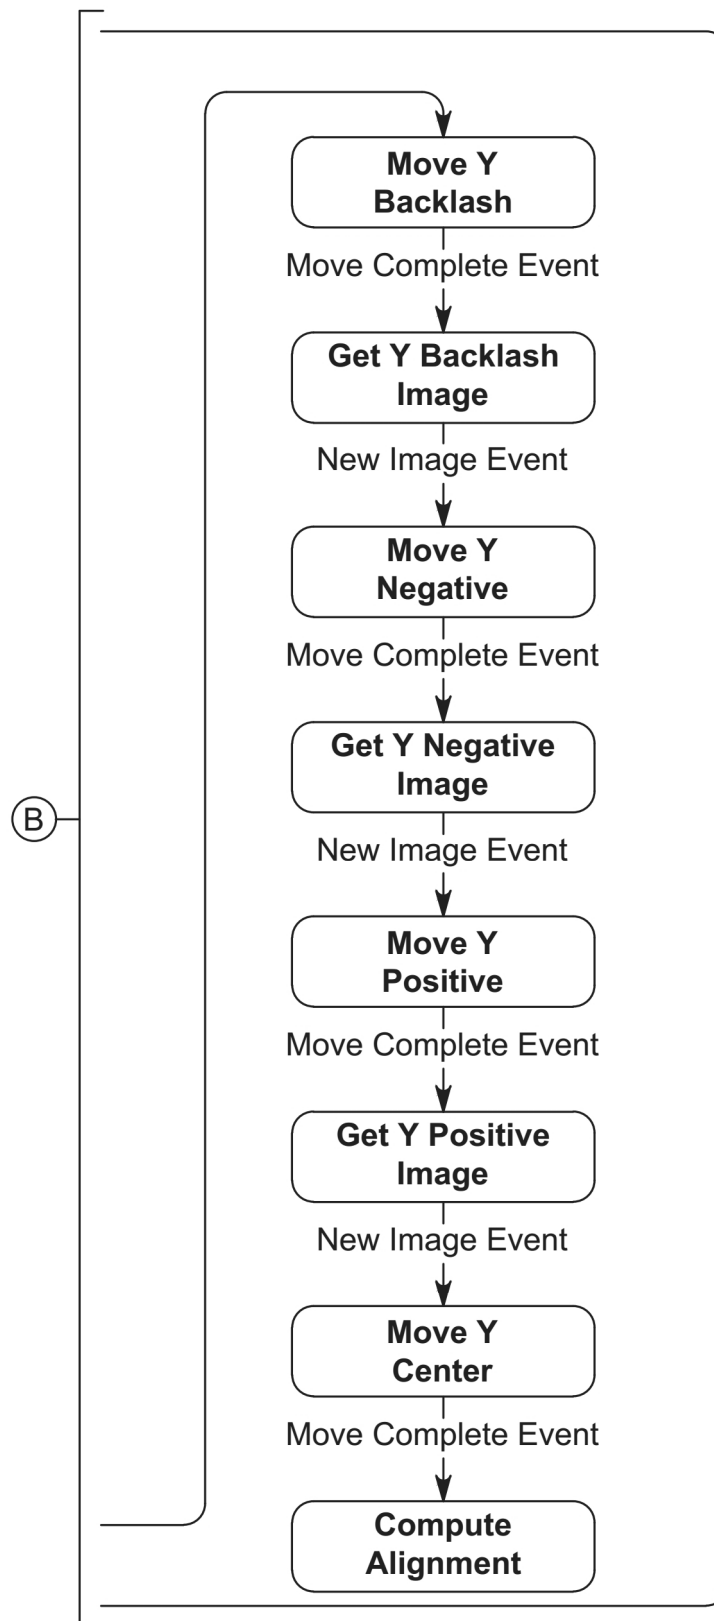 Move Y
Backlash
Move Complete Event
Get Y Backlash
Image
New Image Event
Move Y
Negative
Move Complete Event
Get Y Negative
Image
B
New Image Event
Move Y
Positive
Move Complete Event
Get Y Positive
Image
New Image Event
Move Y
Center
Move Complete Event
Compute
Alignment